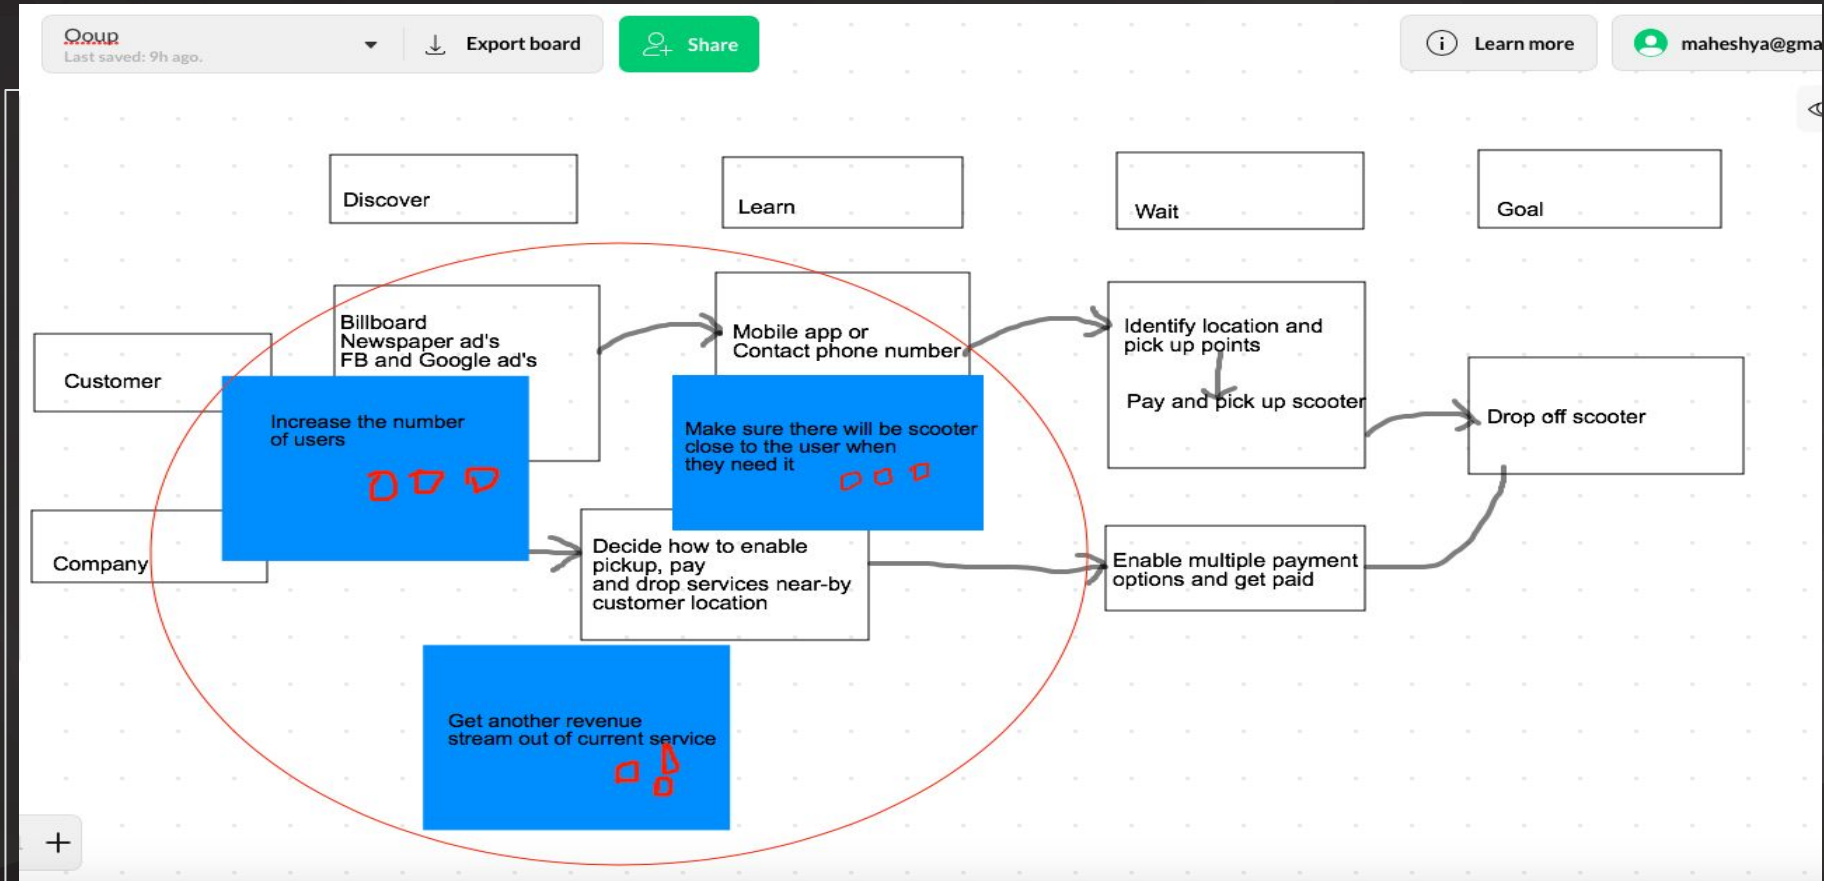 Ooup
Last saved: 9h ago.
Export board
Share
Learn more
maheshya@gma
Discover
Learn
Wait
Goal
Customer
Billboard
Newspaper ad's
FB and Google ad's
Mobile app or
Contact phone number
Identify location and
pick up points
Pay and pick up scooter
Drop off scooter
Increase the number
of users
Make sure there will be scooter
close to the user when
they need it
Company
Decide how to enable
pickup, pay
and drop services near-by
customer location
Enable multiple payment
options and get paid
Get another revenue
stream out of current service